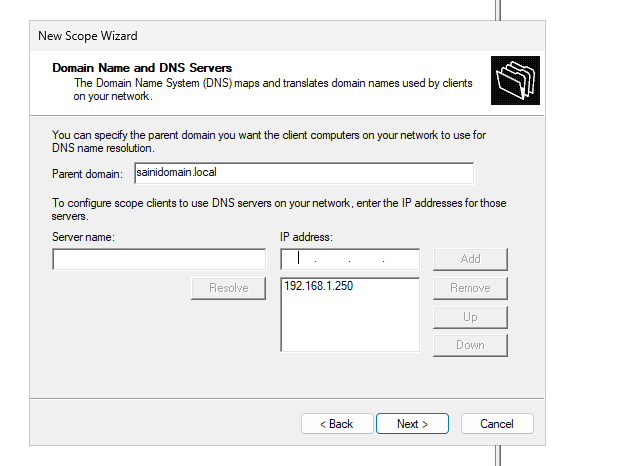 New Scope Wizard
Domain Name and DNS Servers
The Domain Name System (DNS) maps and translates domain names used by clients
on your network.
You can specify the parent domain you want the client computers on your network to use for
DNS name resolution.
Parent domain: sainidomain.local
To configure scope clients to use DNS servers on your network, enter the IP addresses for those
servers.
Server name: IP address:
. . . Add
Resolve 192.168.1.250 Remove
Up
Down
< Back Next > Cancel